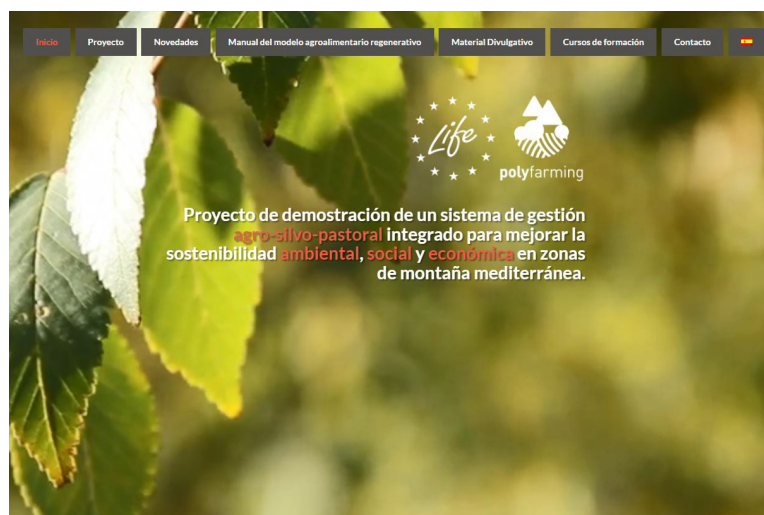 Inicio
Proyecto
Novedades
Manual del modelo agroalimentario regenerativo
Material Divulgativo
Cursos de formación
Contacto
Life
polyfarming
Proyecto de demostración de un sistema de gestión
agro-silvo-pastoral integrado para mejorar la
sostenibilidad ambiental, social y económica en zonas
de montaña mediterránea.